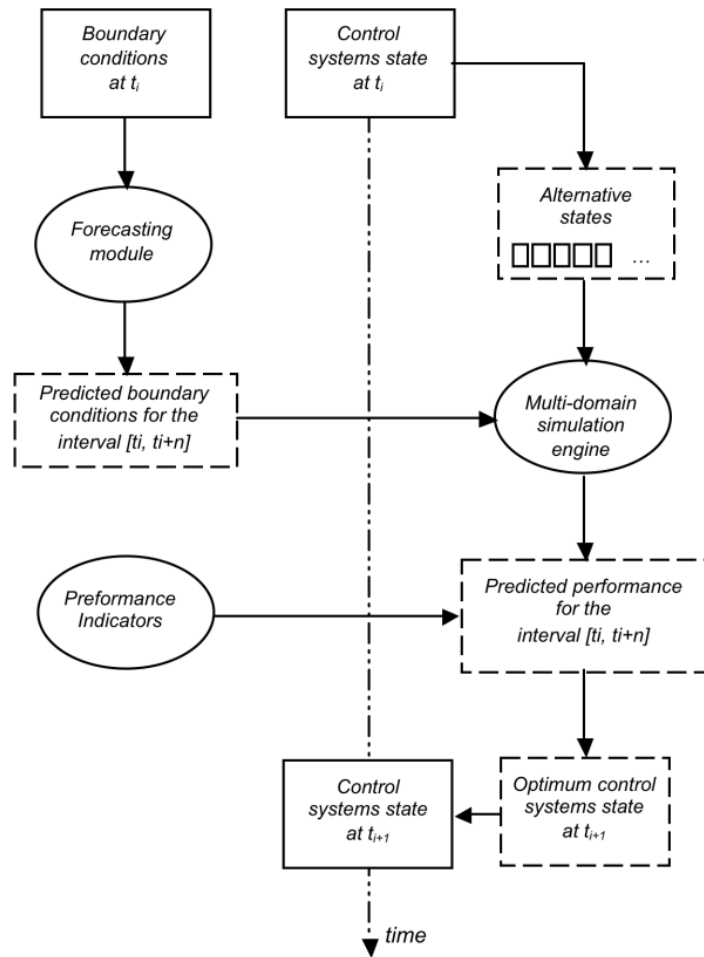 Boundary
conditions
at ti
Control
systems state
at ti
Alternative
states
...
Forecasting
module
Predicted boundary
conditions for the
interval [ti, ti+n]
Multi-domain
simulation
engine
Preformance
Indicators
Predicted performance
for the
interval [ti, ti+n]
Control
systems state
at ti+1
Optimum control
systems state
at ti+1
time